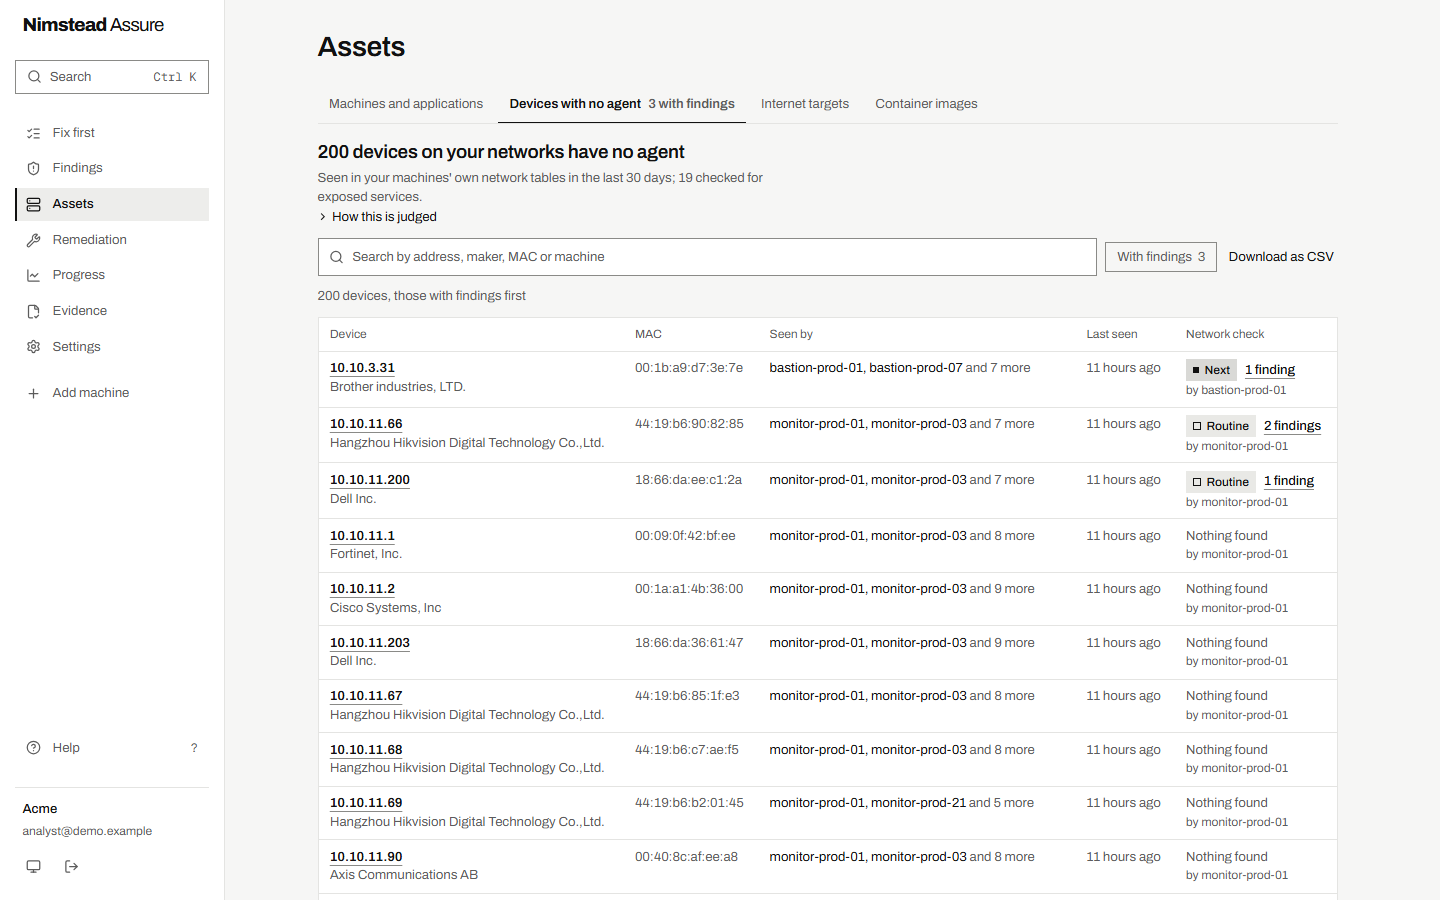 Nimstead Assure
Search Ctrl K
Fix first
Findings
Assets
Remediation
Progress
Evidence
Settings
Add machine
Help ?
Acme
analyst@demo.example
Assets
Machines and applications Devices with no agent 3 with findings Internet targets Container images
200 devices on your networks have no agent
Seen in your machines' own network tables in the last 30 days; 19 checked for
exposed services.
How this is judged
Search by address, maker, MAC or machine With findings 3 Download as CSV
200 devices, those with findings first
Device MAC Seen by Last seen Network check
10.10.3.31 00:1b:a9:d7:3e:7e bastion-prod-01, bastion-prod-07 and 7 more 11 hours ago Next 1 finding
Brother industries, LTD. by bastion-prod-01
10.10.11.66 44:19:b6:90:82:85 monitor-prod-01, monitor-prod-03 and 7 more 11 hours ago Routine 2 findings
Hangzhou Hikvision Digital Technology Co.,Ltd. by monitor-prod-01
10.10.11.200 18:66:da:ee:c1:2a monitor-prod-01, monitor-prod-03 and 7 more 11 hours ago Routine 1 finding
Dell Inc. by monitor-prod-01
10.10.11.1 00:09:0f:42:bf:ee monitor-prod-01, monitor-prod-03 and 8 more 11 hours ago Nothing found
Fortinet, Inc. by monitor-prod-01
10.10.11.2 00:1a:a1:4b:36:00 monitor-prod-01, monitor-prod-03 and 9 more 11 hours ago Nothing found
Cisco Systems, Inc by monitor-prod-01
10.10.11.203 18:66:da:36:61:47 monitor-prod-01, monitor-prod-03 and 9 more 11 hours ago Nothing found
Dell Inc. by monitor-prod-01
10.10.11.67 44:19:b6:85:1f:e3 monitor-prod-01, monitor-prod-03 and 8 more 11 hours ago Nothing found
Hangzhou Hikvision Digital Technology Co.,Ltd. by monitor-prod-01
10.10.11.68 44:19:b6:c7:ae:f5 monitor-prod-01, monitor-prod-03 and 8 more 11 hours ago Nothing found
Hangzhou Hikvision Digital Technology Co.,Ltd. by monitor-prod-01
10.10.11.69 44:19:b6:b2:01:45 monitor-prod-01, monitor-prod-21 and 5 more 11 hours ago Nothing found
Hangzhou Hikvision Digital Technology Co.,Ltd. by monitor-prod-01
10.10.11.90 00:40:8c:af:ee:a8 monitor-prod-01, monitor-prod-03 and 8 more 11 hours ago Nothing found
Axis Communications AB by monitor-prod-01